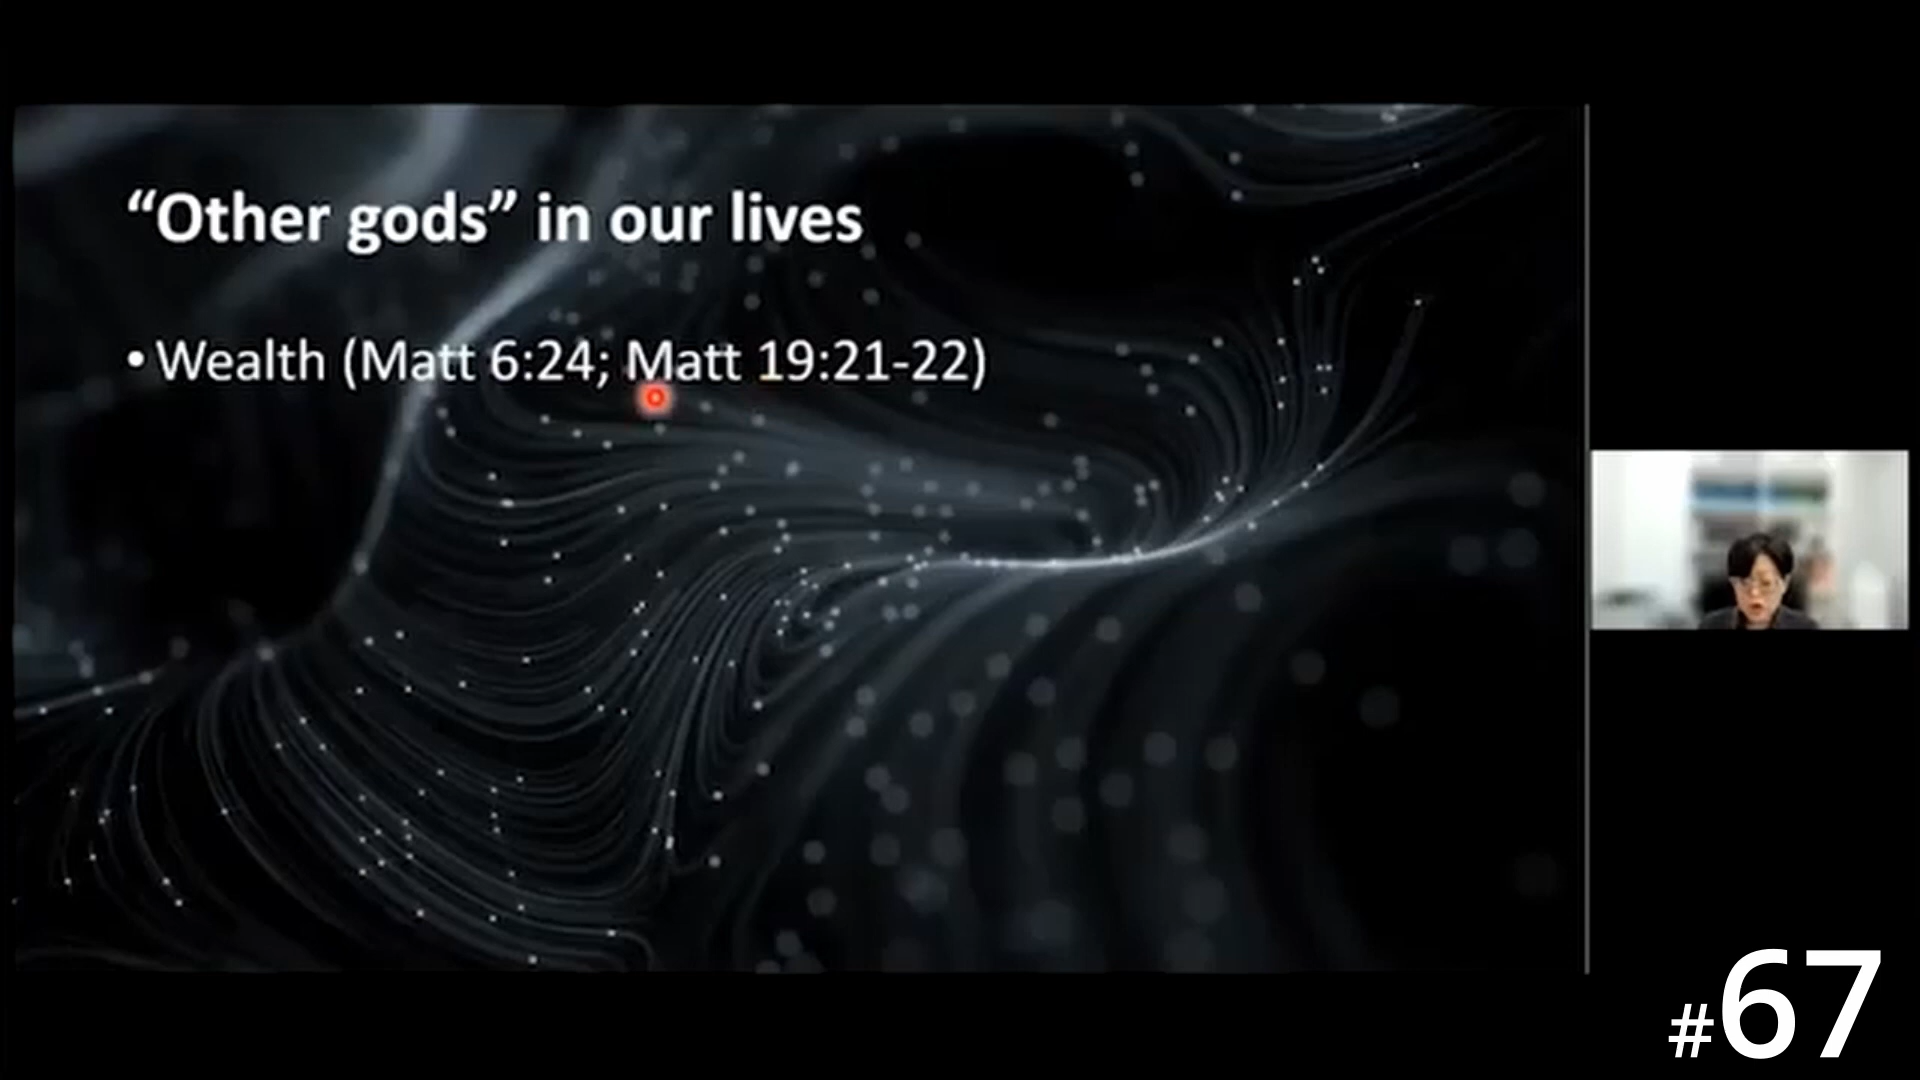 “Other gods” in our lives
• Wealth (Matt 6:24; Matt 19:21-22)
#67